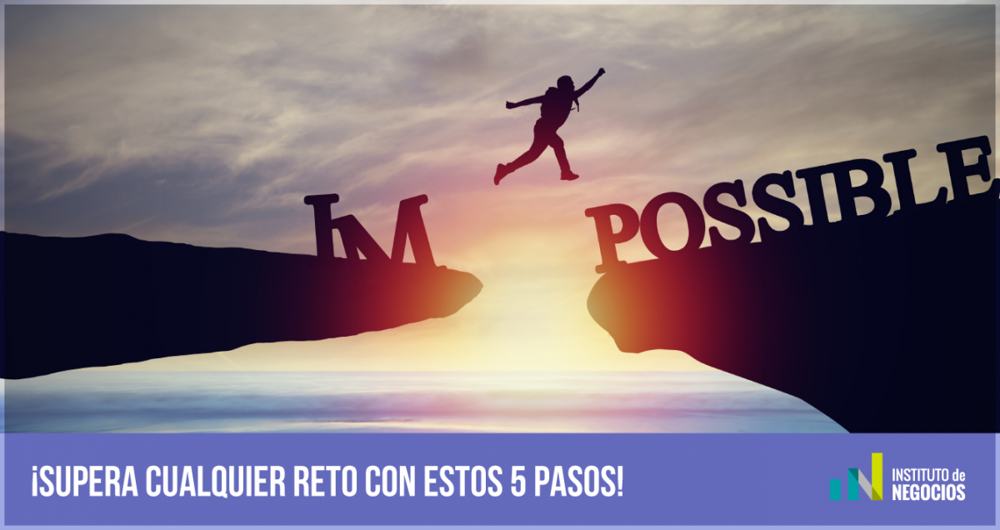 IM POSSIBLE
¡SUPERA CUALQUIER RETO CON ESTOS 5 PASOS!
INSTITUTO de
NEGOCIOS